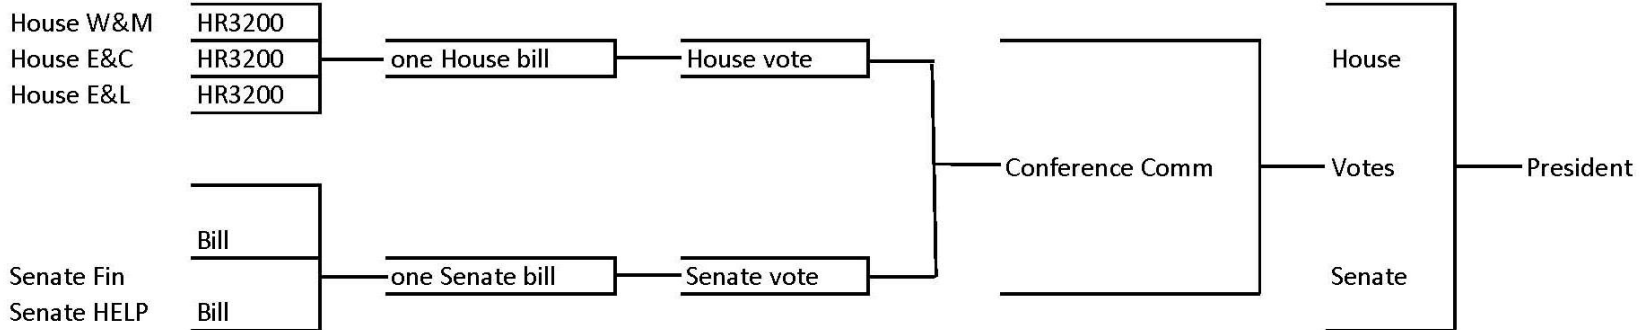 House W&M HR3200
House E&C HR3200 one House bill House vote House
House E&L HR3200
Conference Comm Votes President
Bill
Senate Fin one Senate bill Senate vote Senate
Senate HELP Bill